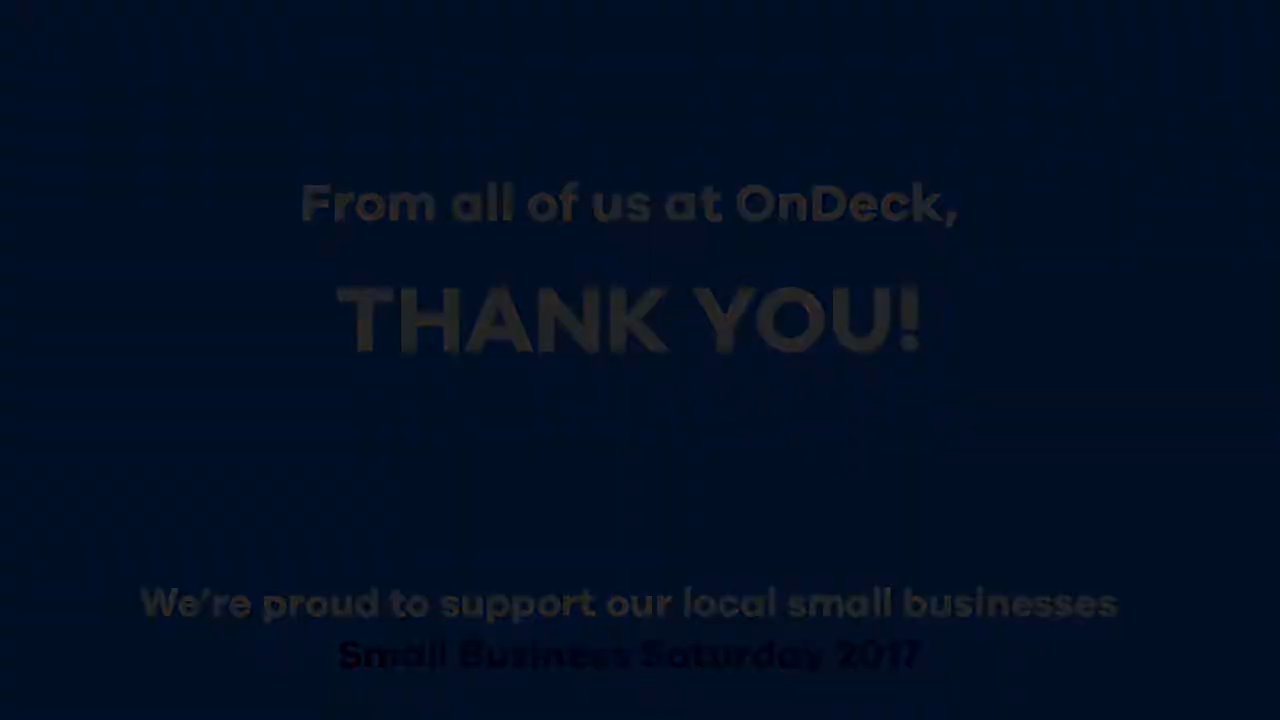 From all of us at OnDeck,
THANK YOU!
We're proud to support our local small businesses
Small Business Saturday 2017